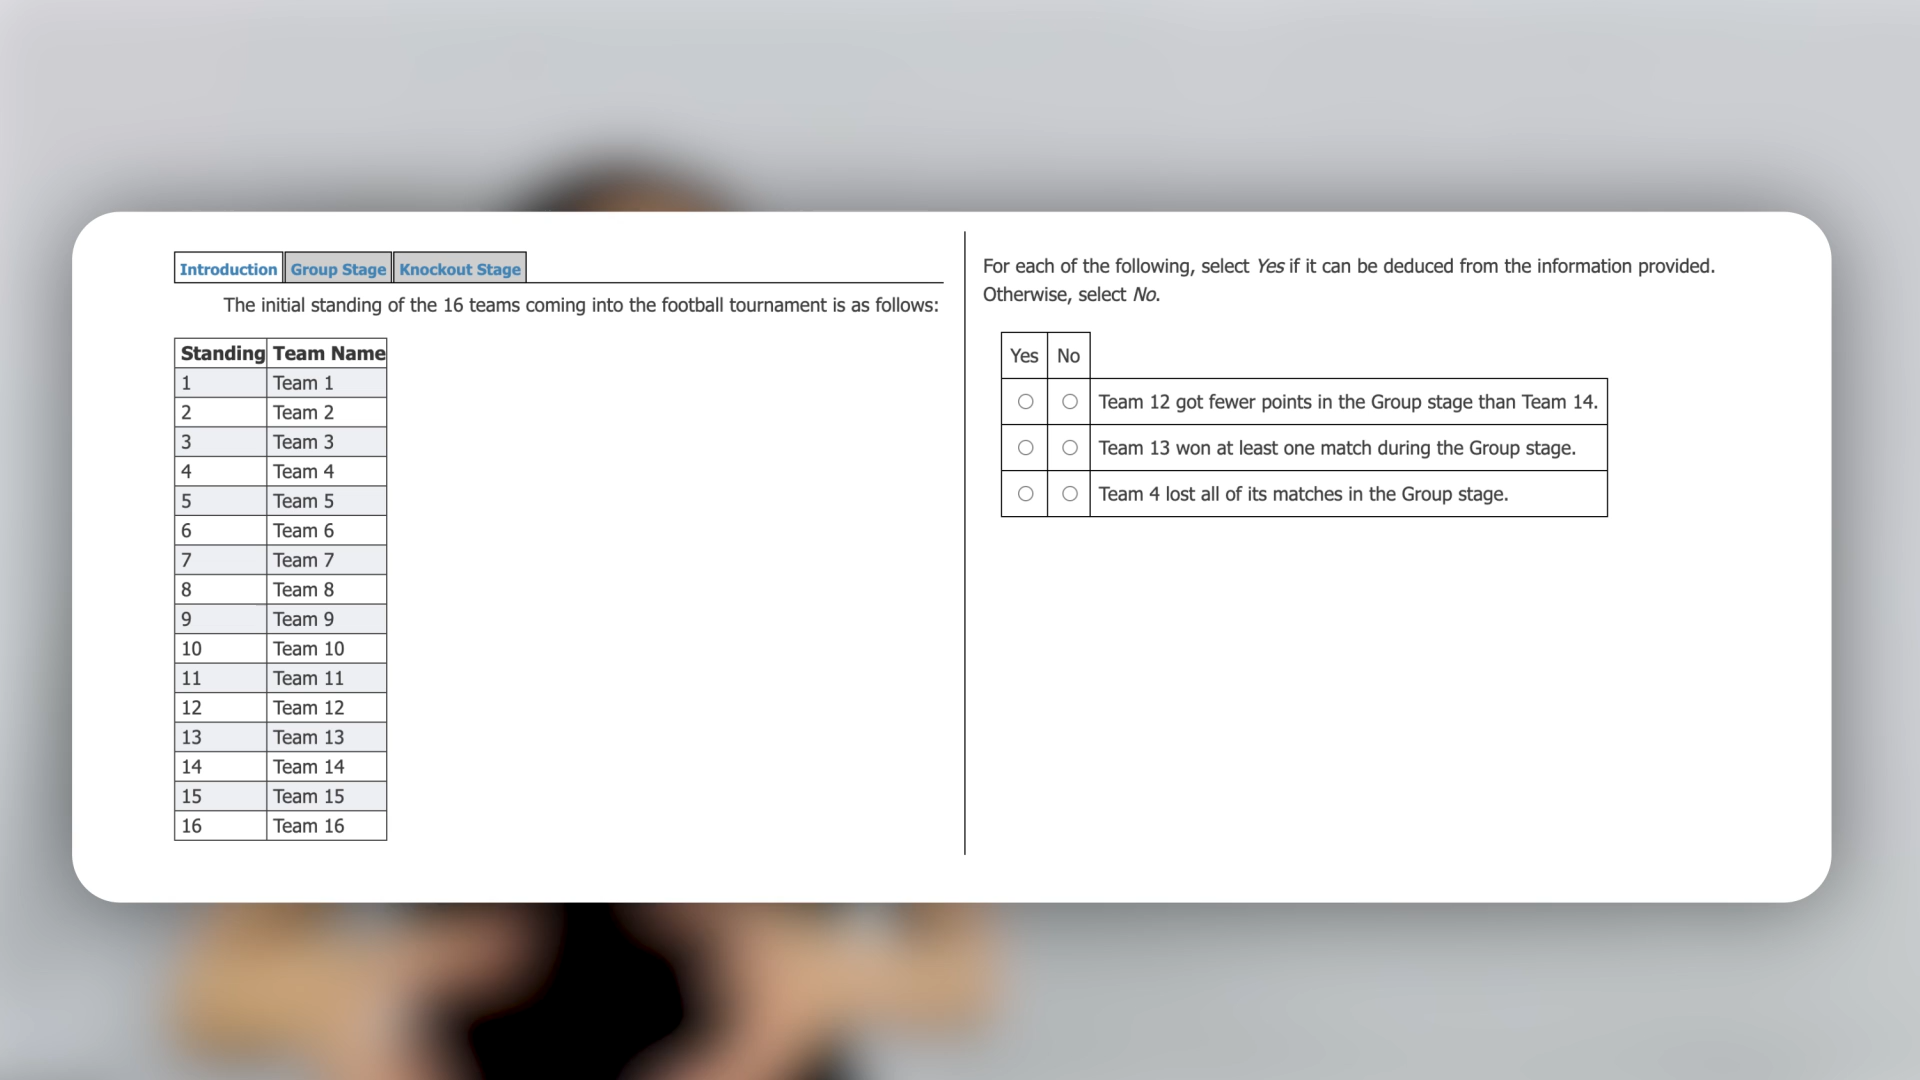 Introduction Group Stage Knockout Stage
The initial standing of the 16 teams coming into the football tournament is as follows:
Standing Team Name
1 Team 1
2 Team 2
3 Team 3
4 Team 4
5 Team 5
6 Team 6
7 Team 7
8 Team 8
9 Team 9
10 Team 10
11 Team 11
12 Team 12
13 Team 13
14 Team 14
15 Team 15
16 Team 16
For each of the following, select Yes if it can be deduced from the information provided.
Otherwise, select No.
Yes No
Team 12 got fewer points in the Group stage than Team 14.
Team 13 won at least one match during the Group stage.
Team 4 lost all of its matches in the Group stage.